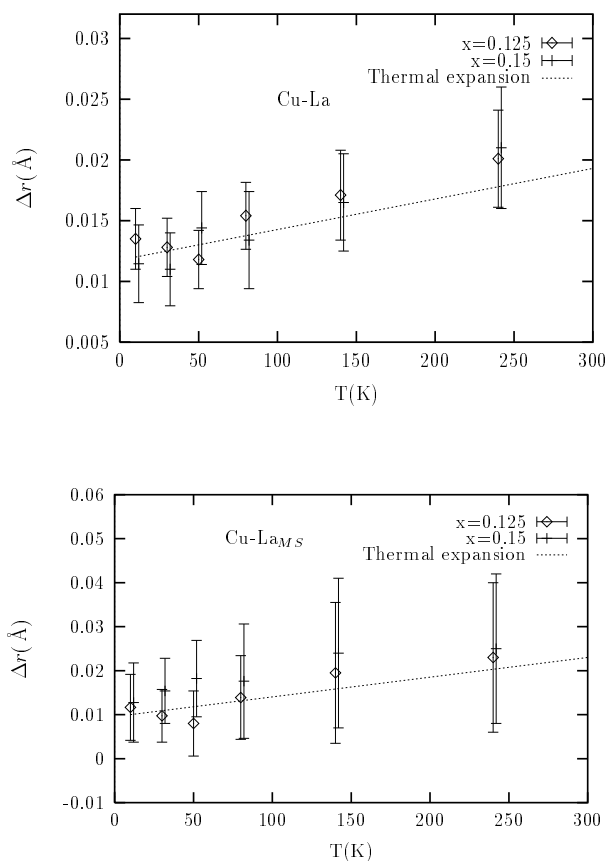 0.03
x=0.125
x=0.15
Thermal expansion
0.025
Cu-La
0.02
Δr(Å)
0.015
0.01
0.005
0 50 100 150 200 250 300
T(K)
0.06
0.05
x=0.125
Cu-La_{MS}
x=0.15
Thermal expansion
0.04
0.03
Δr(Å)
0.02
0.01
0
-0.01
0 50 100 150 200 250 300
T(K)